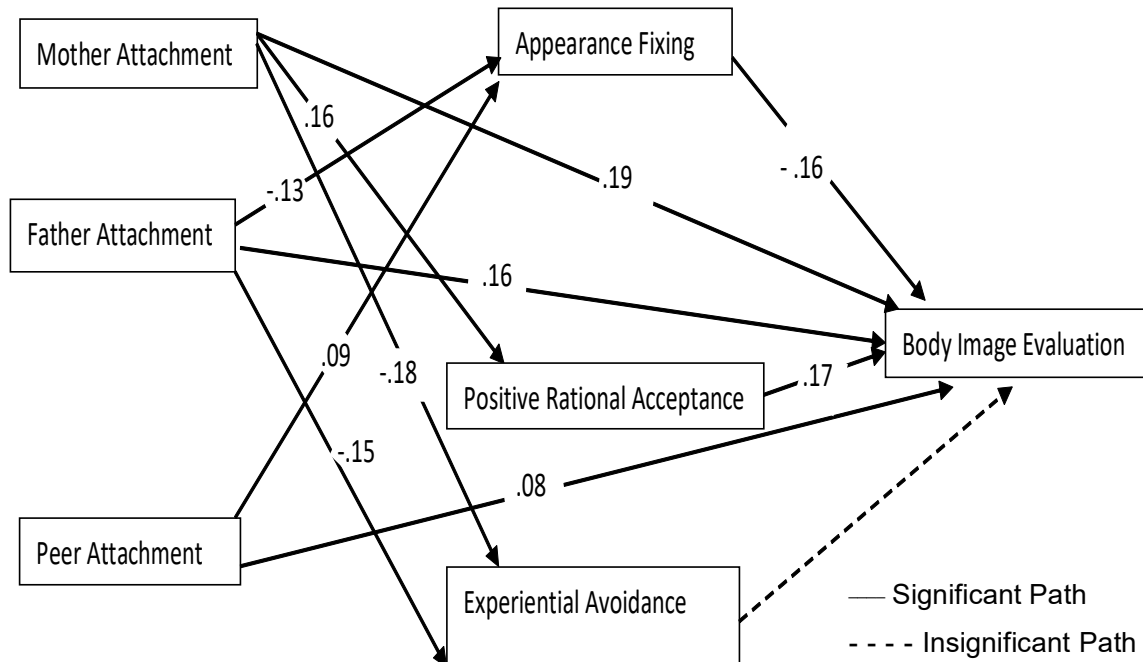 Mother Attachment
Appearance Fixing
.16
-.13
.19
- .16
Father Attachment
.16
Body Image Evaluation
.09
-.18
Positive Rational Acceptance
.17
-.15
.08
Peer Attachment
Experiential Avoidance
Significant Path
Insignificant Path